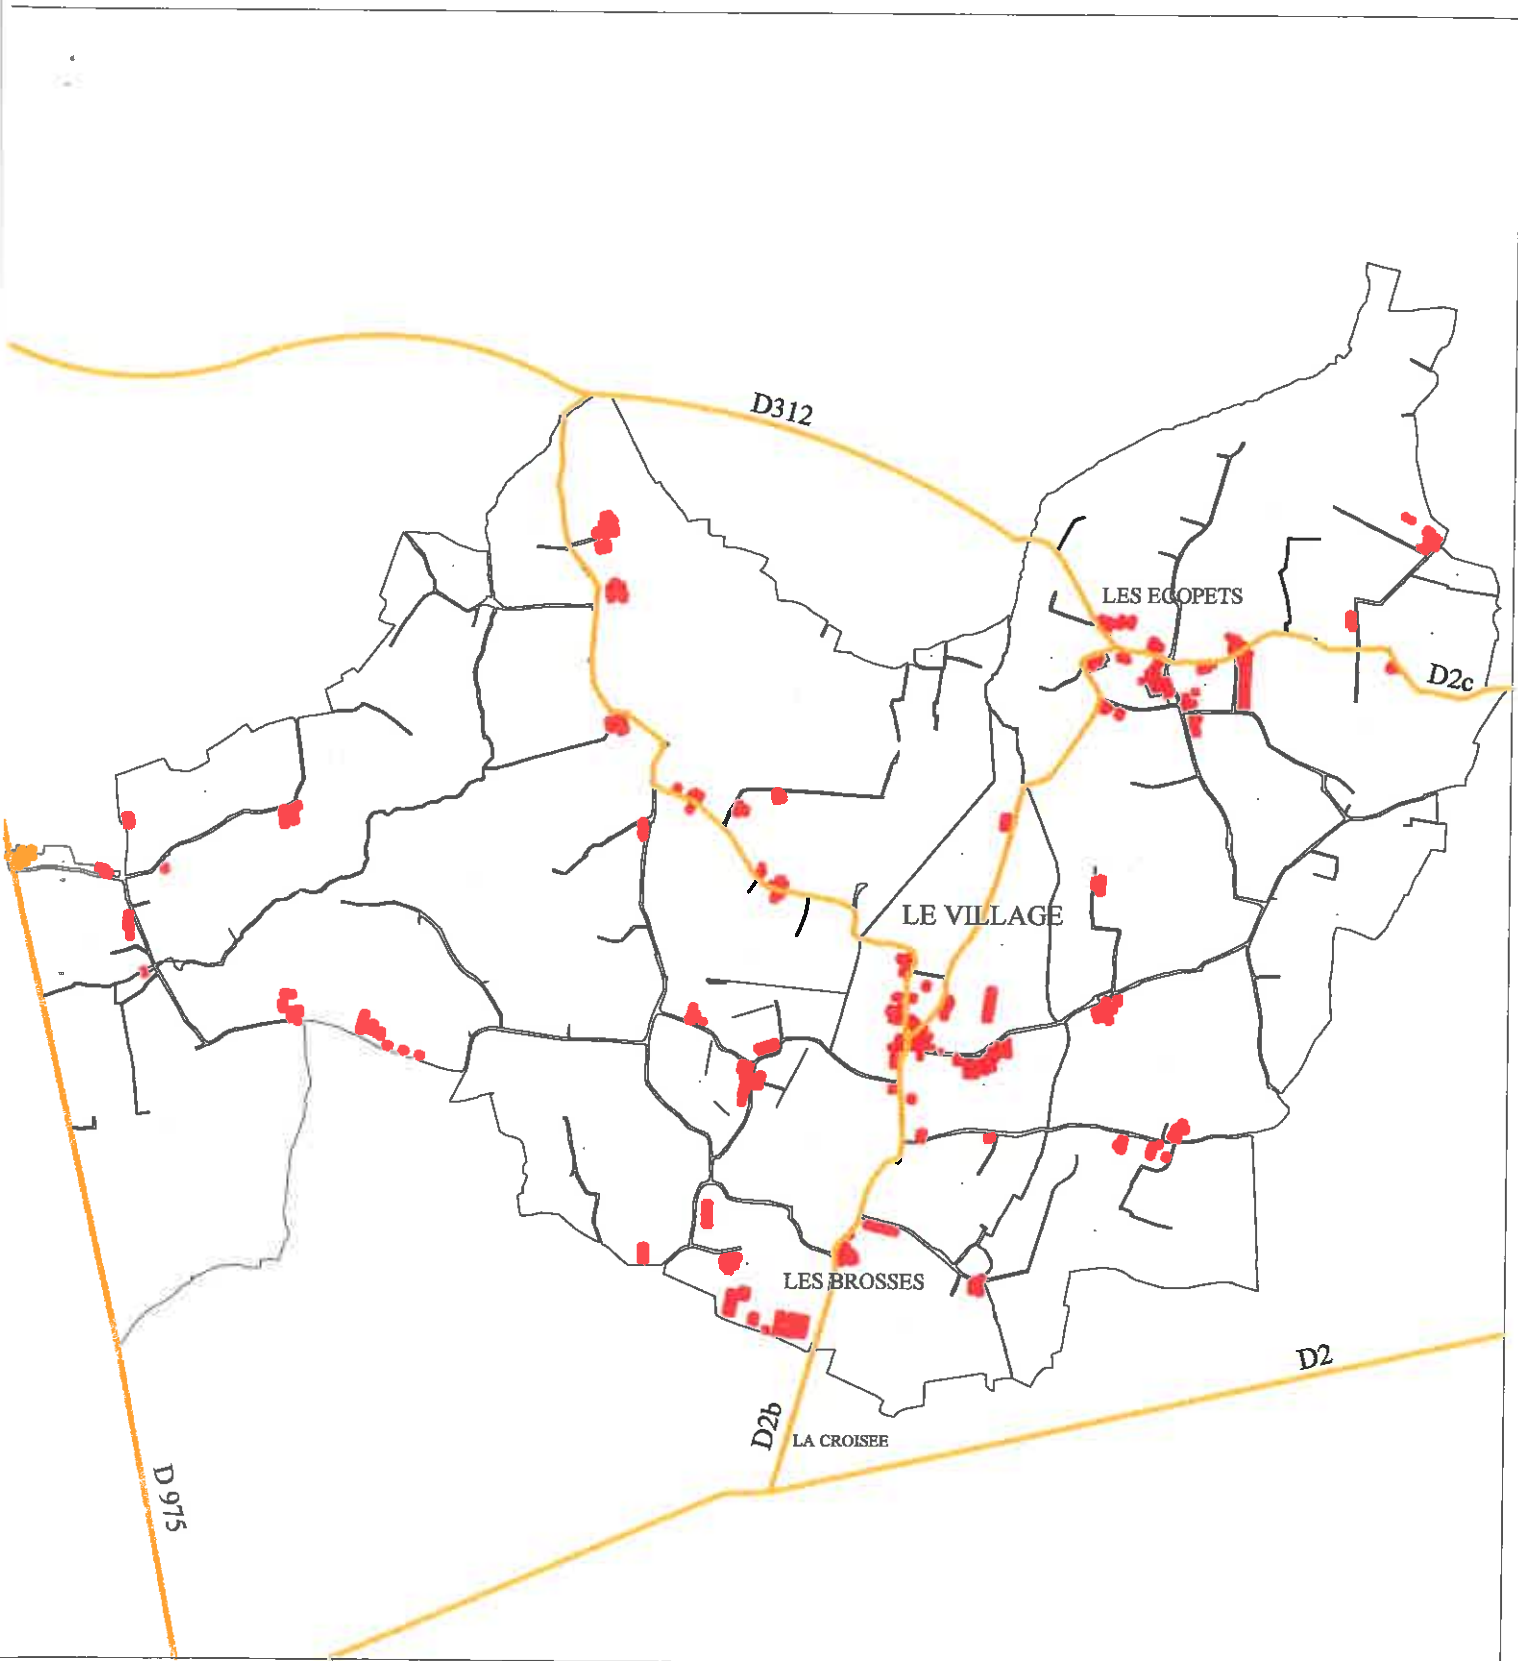 D312
LES ECOPETS
D2c
LE VILLAGE
LES BROSSES
D2
D2b
LA CROISEE
D 975